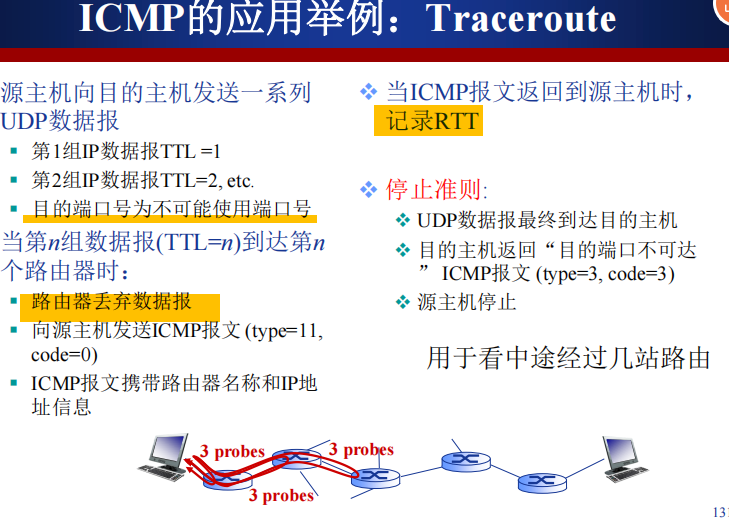 ICMP的应用举例：Traceroute
源主机向目的主机发送一系列
UDP数据报
第1组IP数据报TTL =1
第2组IP数据报TTL=2, etc.
目的端口号为不可能使用端口号
当第n组数据报(TTL=n)到达第n
个路由器时：
路由器丢弃数据报
向源主机发送ICMP报文 (type=11,
code=0)
ICMP报文携带路由器名称和IP地
址信息
当ICMP报文返回到源主机时，
记录RTT
停止准则:
UDP数据报最终到达目的主机
目的主机返回“目的端口不可达
” ICMP报文 (type=3, code=3)
源主机停止
用于看中途经过几站路由
3 probes
3 probes
3 probes
131